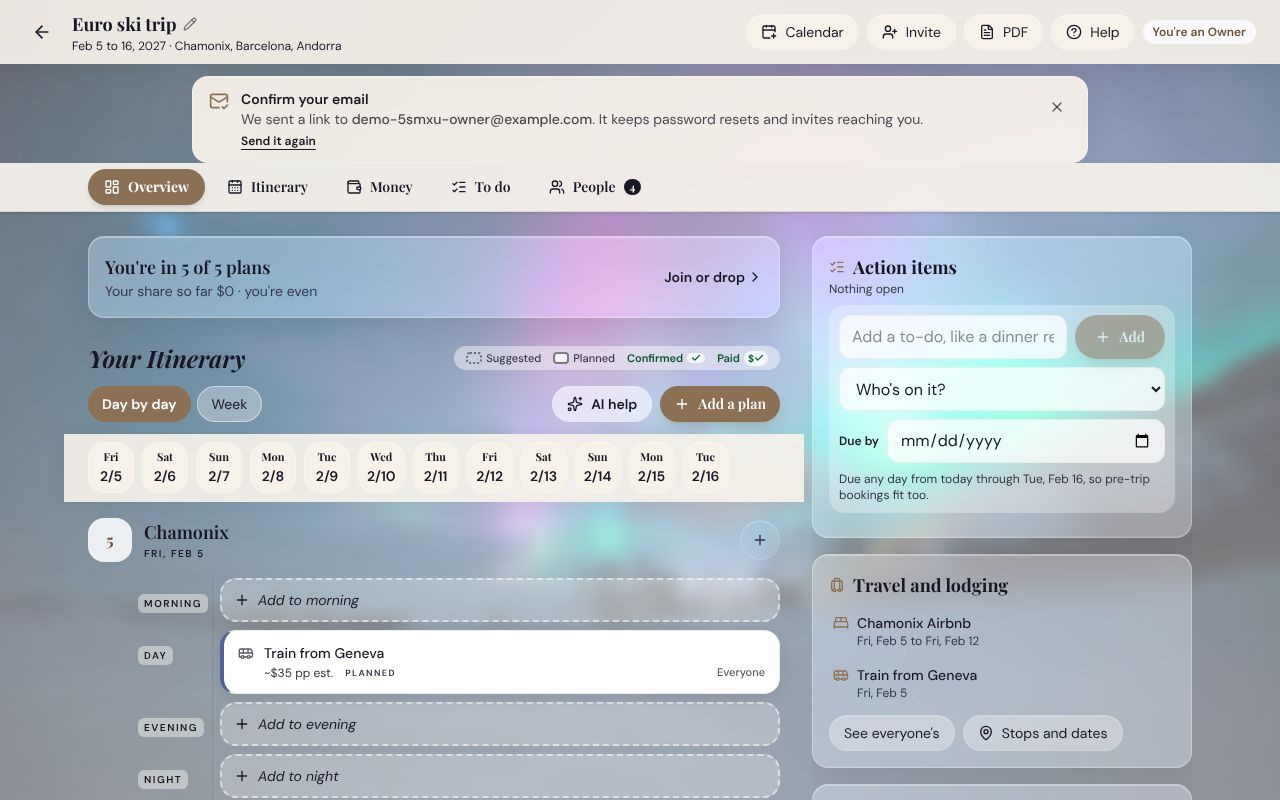 Euro ski trip
Feb 5 to 16, 2027 · Chamonix, Barcelona, Andorra
Calendar
Invite
PDF
Help
You're an Owner
Confirm your email
We sent a link to demo-5smxu-owner@example.com. It keeps password resets and invites reaching you.
Send it again
Overview
Itinerary
Money
To do
People 4
You're in 5 of 5 plans
Your share so far $0 · you're even
Join or drop
Your Itinerary
Suggested
Planned
Confirmed
Paid $
Day by day
Week
AI help
Add a plan
Fri 2/5
Sat 2/6
Sun 2/7
Mon 2/8
Tue 2/9
Wed 2/10
Thu 2/11
Fri 2/12
Sat 2/13
Sun 2/14
Mon 2/15
Tue 2/16
5
Chamonix
FRI, FEB 5
MORNING
Add to morning
DAY
Train from Geneva
~$35 pp est. PLANNED
Everyone
EVENING
Add to evening
NIGHT
Add to night
Action items
Nothing open
Add a to-do, like a dinner re
Add
Who's on it?
Due by
mm/dd/yyyy
Due any day from today through Tue, Feb 16, so pre-trip
bookings fit too.
Travel and lodging
Chamonix Airbnb
Fri, Feb 5 to Fri, Feb 12
Train from Geneva
Fri, Feb 5
See everyone's
Stops and dates